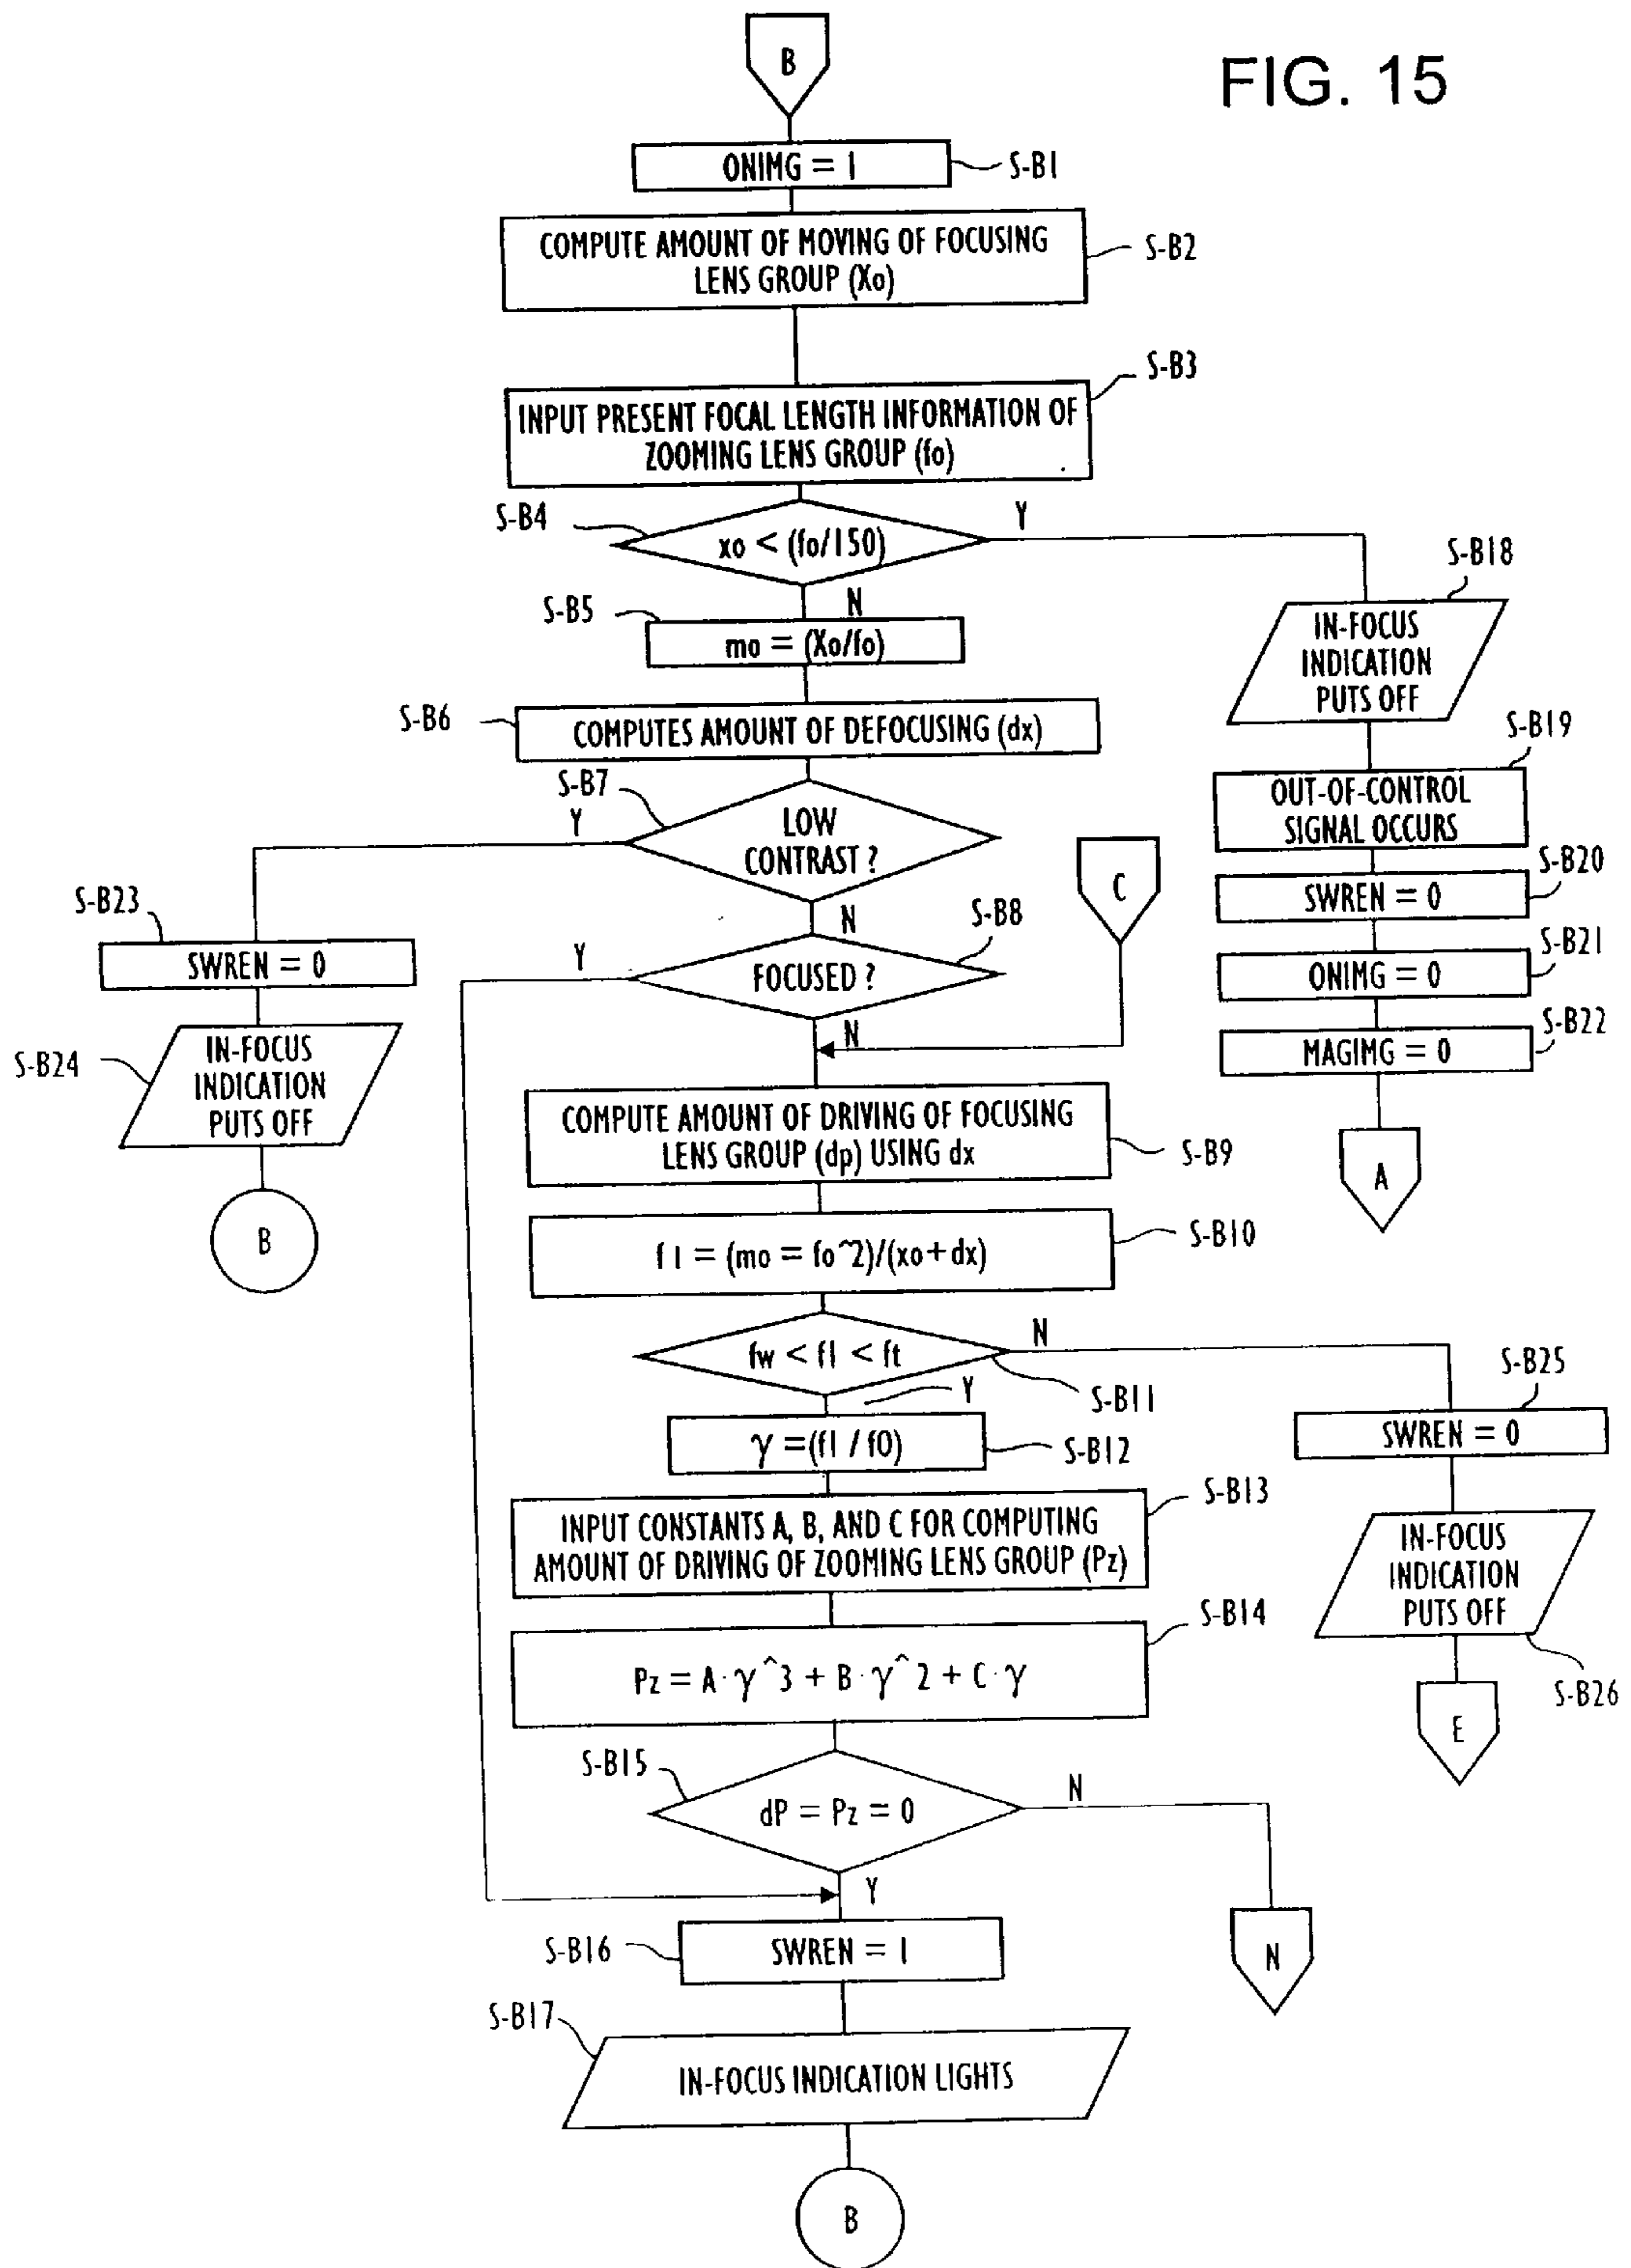 FIG. 15
B
ONIMG = 1
S-B1
COMPUTE AMOUNT OF MOVING OF FOCUSING
LENS GROUP (Xo)
S-B2
S-B3
INPUT PRESENT FOCAL LENGTH INFORMATION OF
ZOOMING LENS GROUP (fo)
S-B4
xo < (fo/150)
Y
N
S-B5
mo = (Xo/fo)
S-B18
IN-FOCUS
INDICATION
PUTS OFF
S-B6
COMPUTES AMOUNT OF DEFOCUSING (dx)
S-B19
OUT-OF-CONTROL
SIGNAL OCCURS
S-B7
Y
LOW
CONTRAST ?
N
C
S-B20
SWREN = 0
S-B23
SWREN = 0
S-B8
Y
FOCUSED ?
N
S-B21
ONIMG = 0
S-B22
MAGIMG = 0
S-B24
IN-FOCUS
INDICATION
PUTS OFF
B
A
COMPUTE AMOUNT OF DRIVING OF FOCUSING
LENS GROUP (dp) USING dx
S-B9
f1 = (mo = fo^2)/(xo+dx)
S-B10
fw < f1 < ft
N
Y
S-B11
S-B25
SWREN = 0
γ =(f1 / f0)
S-B12
S-B13
INPUT CONSTANTS A, B, AND C FOR COMPUTING
AMOUNT OF DRIVING OF ZOOMING LENS GROUP (Pz)
IN-FOCUS
INDICATION
PUTS OFF
S-B26
E
S-B14
Pz = A · γ^3 + B · γ^2 + C · γ
S-B15
dP = Pz = 0
N
Y
N
S-B16
SWREN = 1
S-B17
IN-FOCUS INDICATION LIGHTS
B